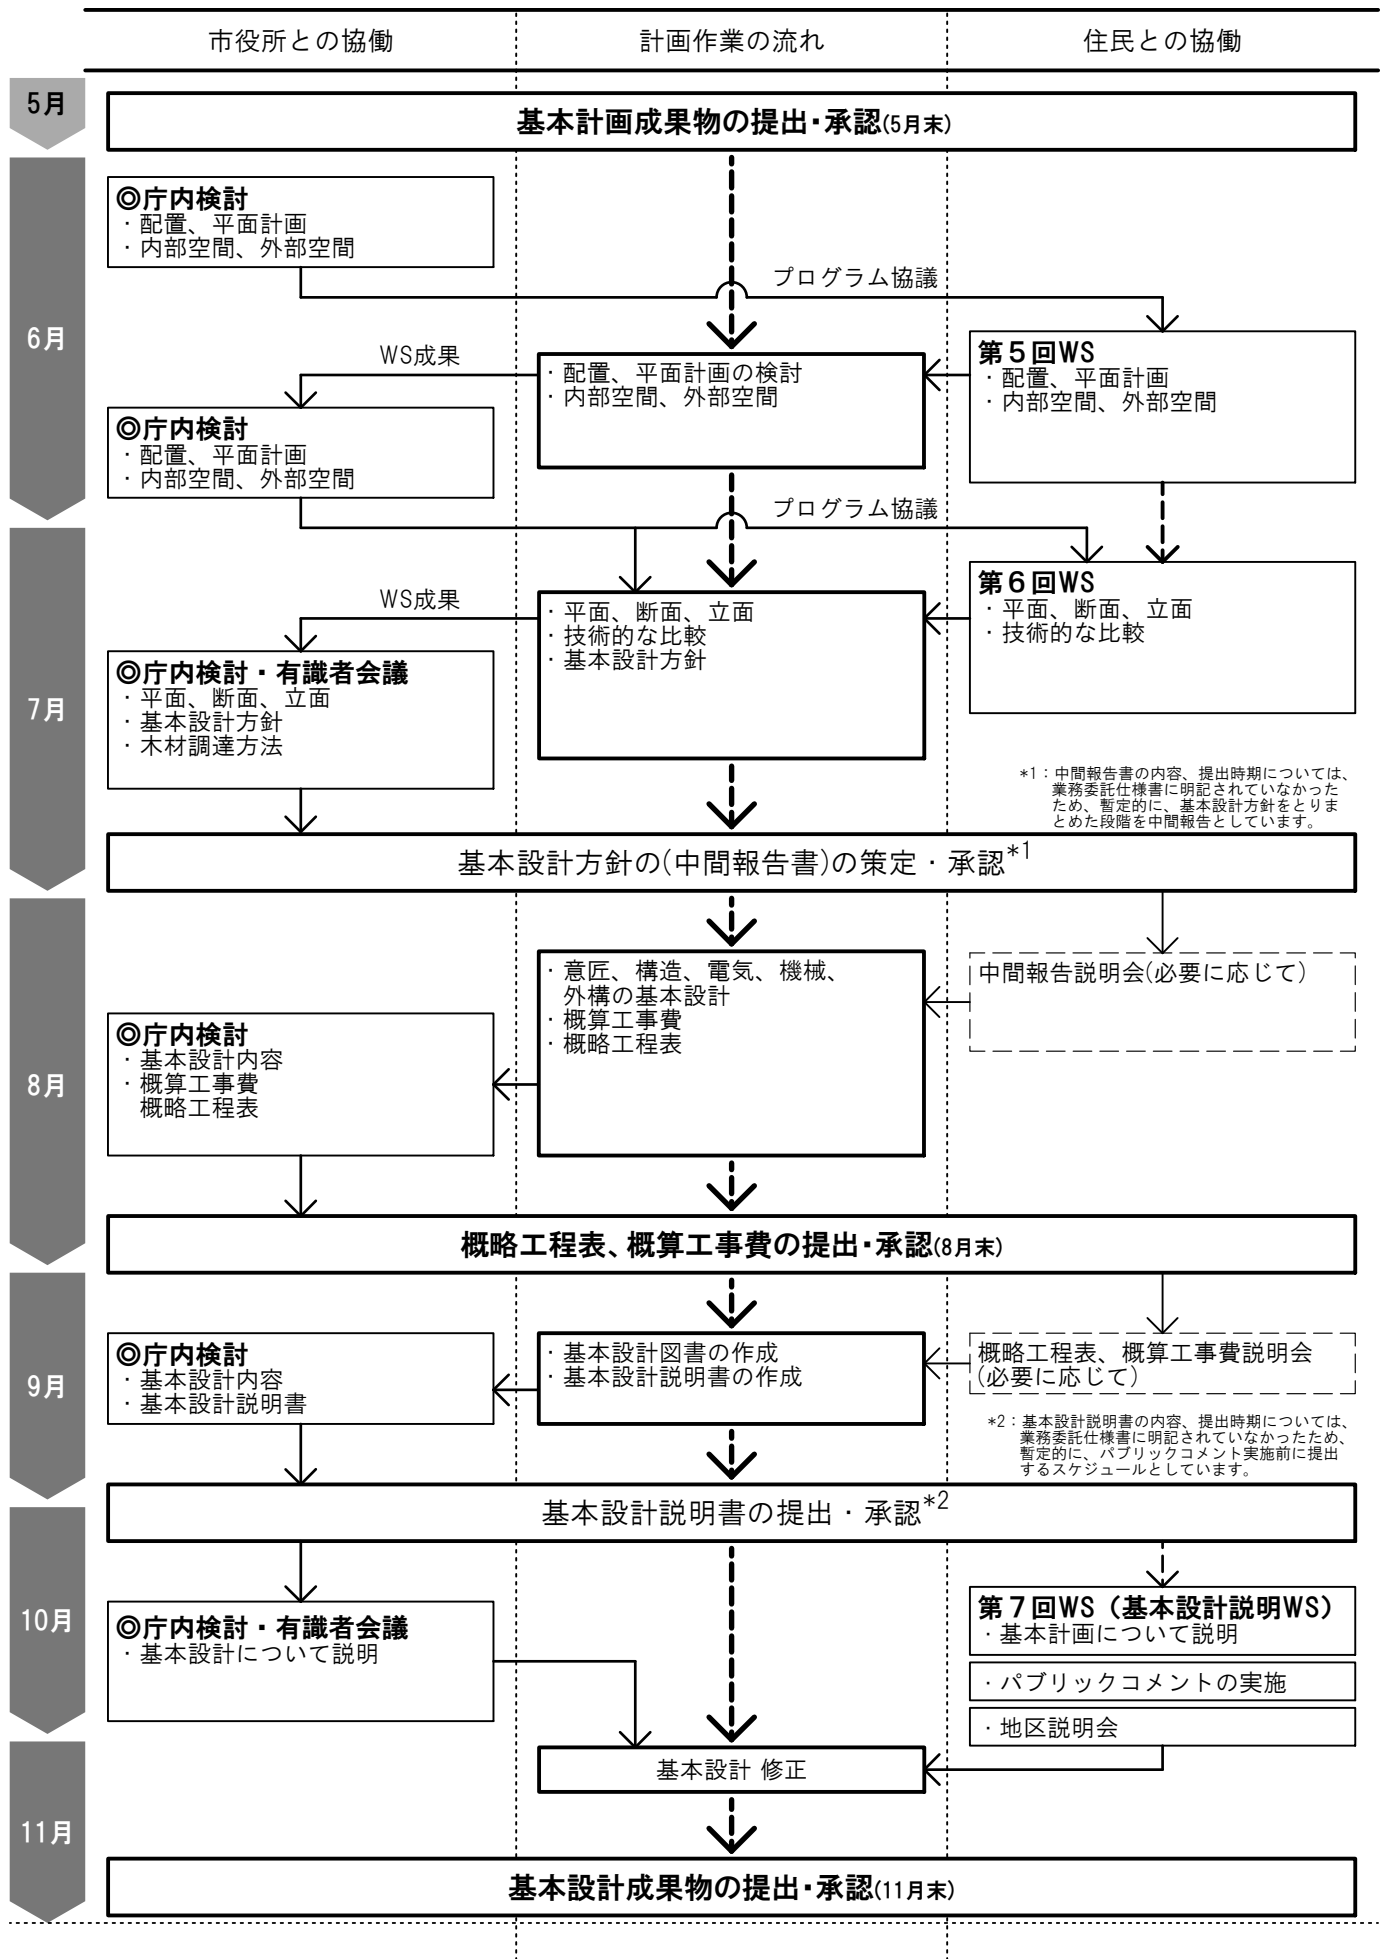 市役所との協働
計画作業の流れ
住民との協働
5月
基本計画成果物の提出・承認(5月末)
6月
◎庁内検討
・配置、平面計画
・内部空間、外部空間
プログラム協議
第５回WS
・配置、平面計画
・内部空間、外部空間
WS成果
・配置、平面計画の検討
・内部空間、外部空間
◎庁内検討
・配置、平面計画
・内部空間、外部空間
プログラム協議
7月
第６回WS
・平面、断面、立面
・技術的な比較
WS成果
・平面、断面、立面
・技術的な比較
・基本設計方針
◎庁内検討・有識者会議
・平面、断面、立面
・基本設計方針
・木材調達方法
*1：中間報告書の内容、提出時期については、
業務委託仕様書に明記されていなかった
ため、暫定的に、基本設計方針をとりま
とめた段階を中間報告としています。
基本設計方針の(中間報告書)の策定・承認*1
8月
・意匠、構造、電気、機械、
外構の基本設計
・概算工事費
・概略工程表
中間報告説明会(必要に応じて)
◎庁内検討
・基本設計内容
・概算工事費
概略工程表
概略工程表、概算工事費の提出・承認(8月末)
9月
◎庁内検討
・基本設計内容
・基本設計説明書
・基本設計図書の作成
・基本設計説明書の作成
概略工程表、概算工事費説明会
(必要に応じて)
*2：基本設計説明書の内容、提出時期については、
業務委託仕様書に明記されていなかったため、
暫定的に、パブリックコメント実施前に提出
するスケジュールとしています。
基本設計説明書の提出・承認*2
10月
◎庁内検討・有識者会議
・基本設計について説明
第７回WS（基本設計説明WS）
・基本計画について説明
・パブリックコメントの実施
・地区説明会
11月
基本設計 修正
基本設計成果物の提出・承認(11月末)